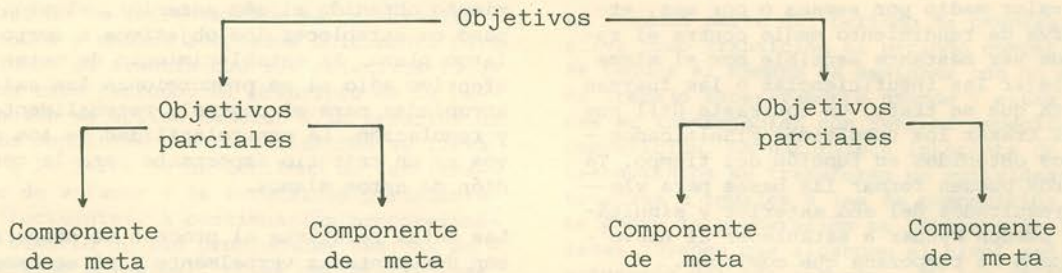 Objetivos
Objetivos
parciales
Objetivos
parciales
Componente
de meta
Componente
de meta
Componente
de meta
Componente
de meta